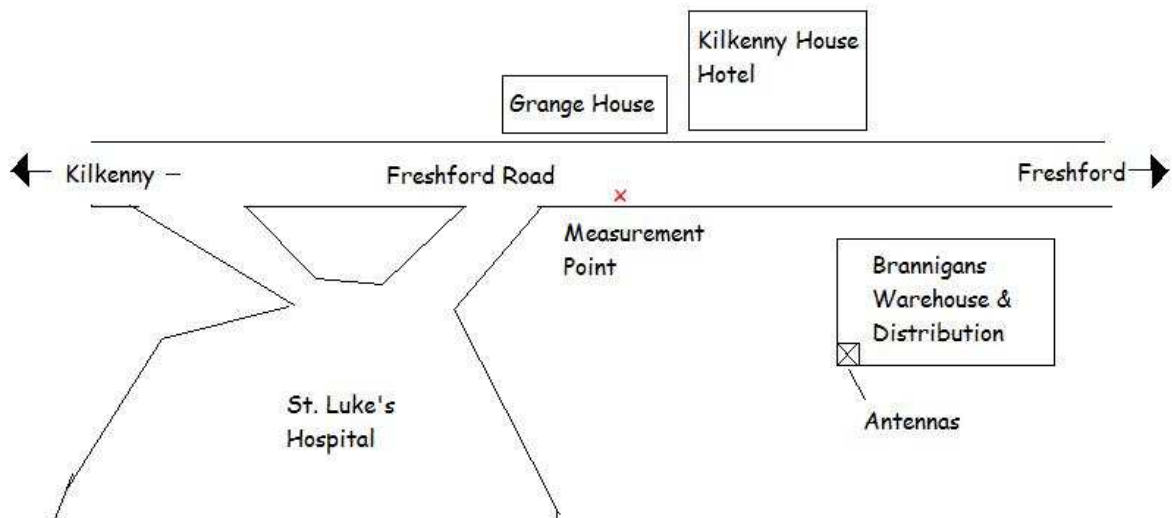 Kilkenny House
Hotel
Grange House
Kilkenny
Freshford Road
Freshford
Measurement
Point
Brannigans
Warehouse &
Distribution
St. Luke's
Hospital
Antennas